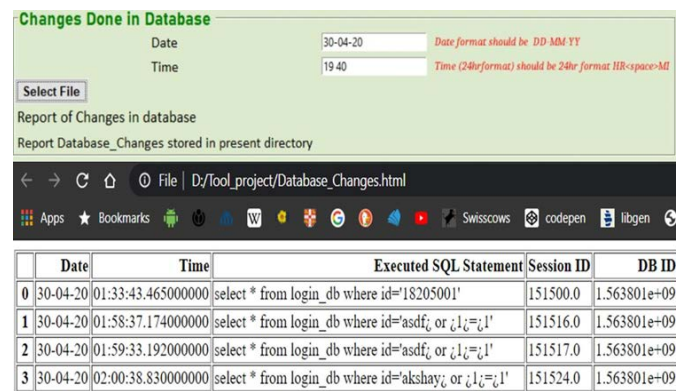 Changes Done in Database
Date 30-04-20 Date format should be DD-MM-YY
Time 19 40 Time (24hrformat) should be 24hr format HR<space>MI
Select File
Report of Changes in database
Report Database_Changes stored in present directory
File | D:/Tool_project/Database_Changes.html
Apps Bookmarks W G Swisscows codepen libgen
Date Time Executed SQL Statement Session ID DB ID
0 30-04-20 01:33:43.465000000 select * from login_db where id='18205001' 151500.0 1.563801e+09
1 30-04-20 01:58:37.174000000 select * from login_db where id='asdf¿ or ¿1¿=¿1' 151516.0 1.563801e+09
2 30-04-20 01:59:33.192000000 select * from login_db where id='asdf¿ or ¿1¿=¿1' 151517.0 1.563801e+09
3 30-04-20 02:00:38.830000000 select * from login_db where id='akshay¿ or ¿1¿=¿1' 151524.0 1.563801e+09